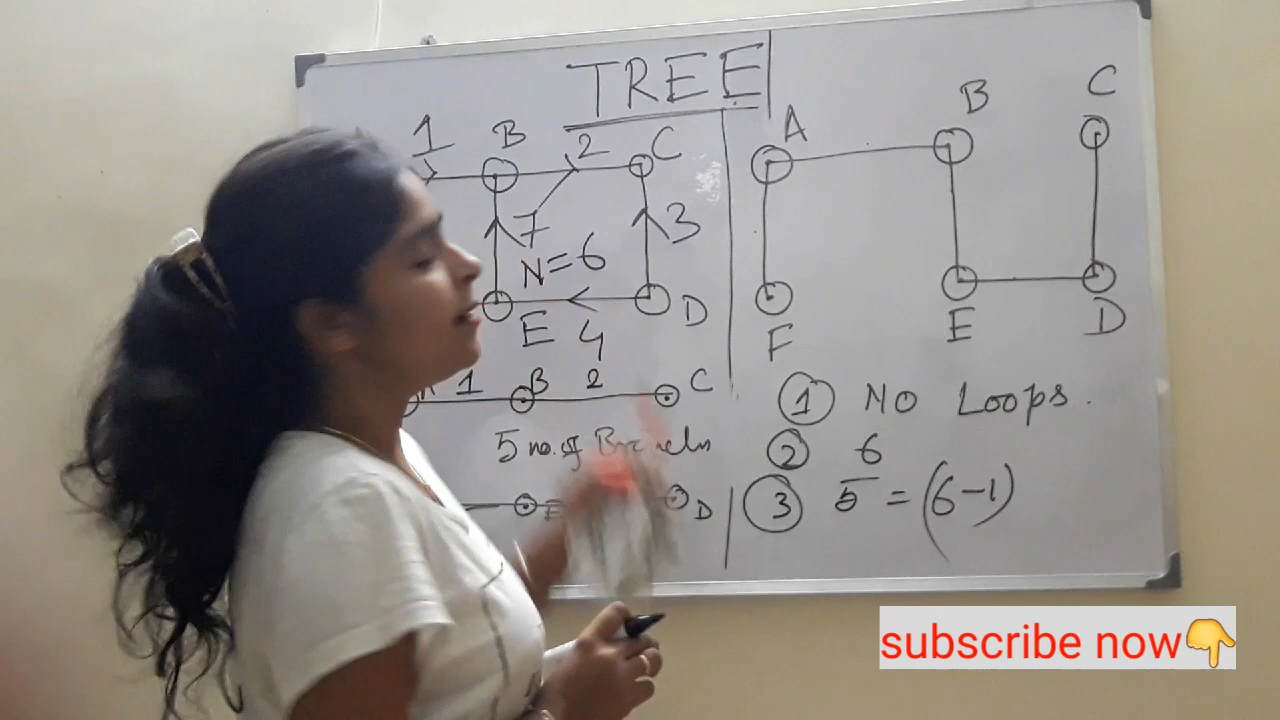 TREE
1 B 2 C
7 3
N=6
E 4 D
A 1 B 2 C
5 no. of
E D
A B C
F E D
① NO Loops.
② 6
③ 5 = (6-1)
subscribe now👇